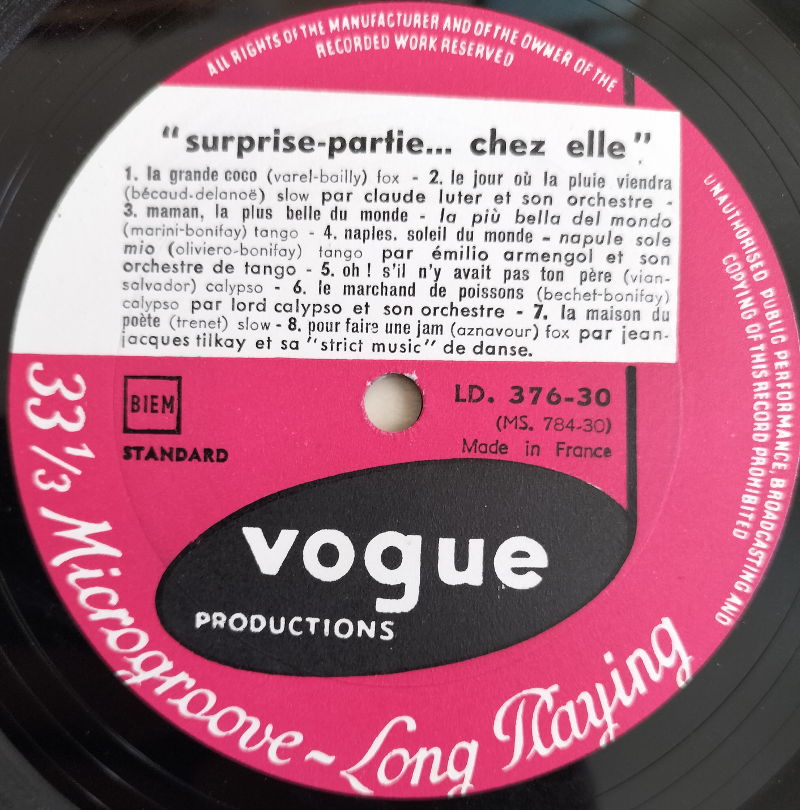 ALL RIGHTS OF THE MANUFACTURER AND OF THE OWNER OF THE
RECORDED WORK RESERVED
"surprise-partie... chez elle"
1. la grande coco (varel-bailly) fox - 2. le jour où la pluie viendra
(bécaud-delanoë) slow par claude luter et son orchestre -
3. maman, la plus belle du monde - la più bella del mondo
(marini-bonifay) tango - 4. naples. soleil du monde - napule sole
mio (oliviero-bonifay) tango par émilio armengol et son
orchestre de tango - 5. oh ! s'il n'y avait pas ton père (vian-
salvador) calypso - 6. le marchand de poissons (bechet-bonifay)
calypso par lord calypso et son orchestre - 7. la maison du
poète (trenet) slow - 8. pour faire une jam (aznavour) fox par jean-
jacques tilkay et sa "strict music" de danse.
UNAUTHORISED PUBLIC PERFORMANCE, BROADCASTING AND
COPYING OF THIS RECORD PROHIBITED
BIEM
STANDARD
LD. 376-30
(MS. 784-30)
Made in France
vogue
PRODUCTIONS
33 1/3 Microgroove - Long Playing